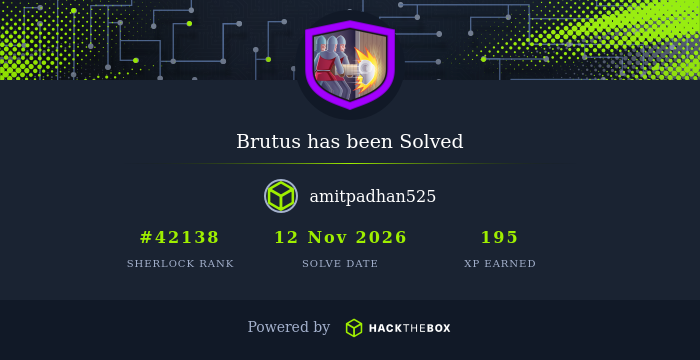 Brutus has been Solved
amitpadhan525
#42138 12 Nov 2026 195
SHERLOCK RANK SOLVE DATE XP EARNED
Powered by HACKTHEBOX